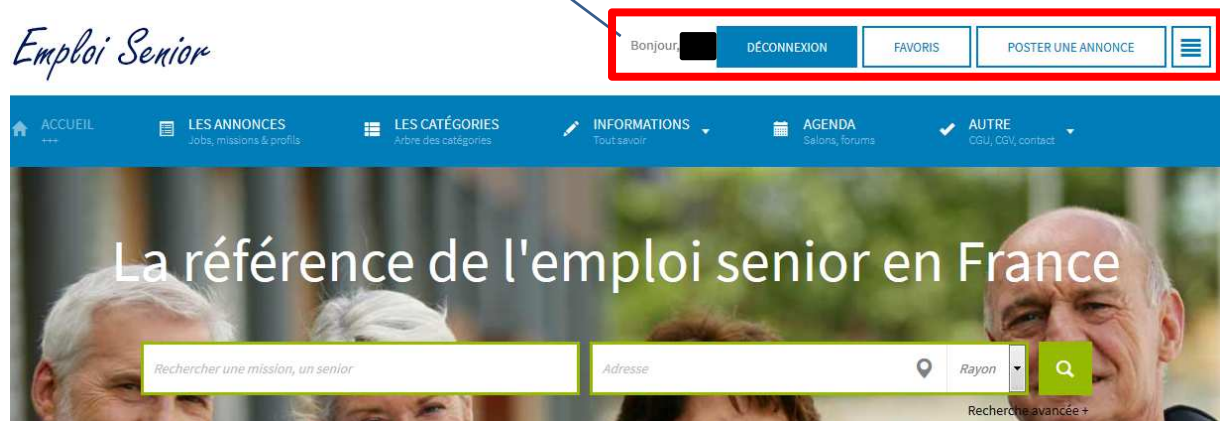 Emploi Senior
Bonjour,
DÉCONNEXION
FAVORIS
POSTER UNE ANNONCE
ACCUEIL
+++
LES ANNONCES
Jobs, missions & profils
LES CATÉGORIES
Arbre des catégories
INFORMATIONS
Tout savoir
AGENDA
Salons, forums
AUTRE
CGU, CGV, contact
La référence de l'emploi senior en France
Rechercher une mission, un senior
Adresse
Rayon
Recherche avancée +